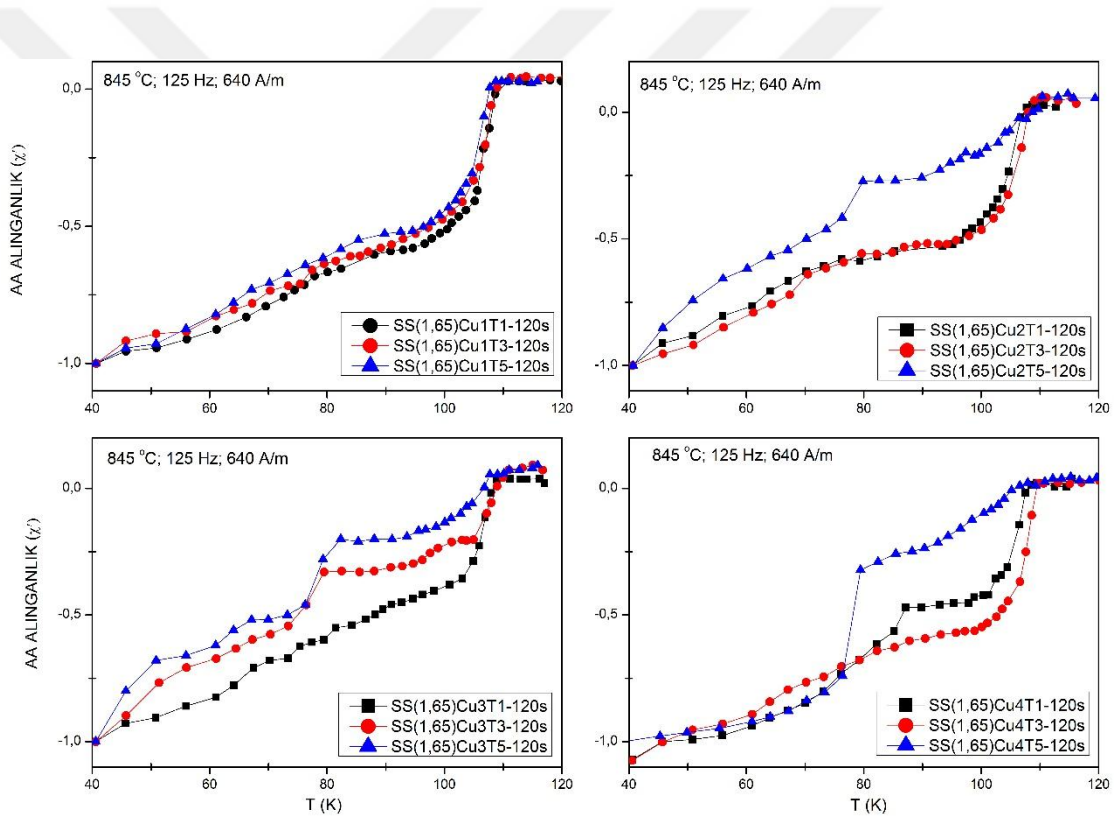 845 °C; 125 Hz; 640 A/m
0,0
-0,5
-1,0
AA ALINGANLIK (χ')
SS(1,65)Cu1T1-120s
SS(1,65)Cu1T3-120s
SS(1,65)Cu1T5-120s
40 60 80 100 120
845 °C; 125 Hz; 640 A/m
0,0
-0,5
-1,0
SS(1,65)Cu2T1-120s
SS(1,65)Cu2T3-120s
SS(1,65)Cu2T5-120s
40 60 80 100 120
845 °C; 125 Hz; 640 A/m
0,0
-0,5
-1,0
AA ALINGANLIK (χ')
SS(1,65)Cu3T1-120s
SS(1,65)Cu3T3-120s
SS(1,65)Cu3T5-120s
40 60 80 100 120
T (K)
845 °C; 125 Hz; 640 A/m
0,0
-0,5
-1,0
SS(1,65)Cu4T1-120s
SS(1,65)Cu4T3-120s
SS(1,65)Cu4T5-120s
40 60 80 100 120
T (K)